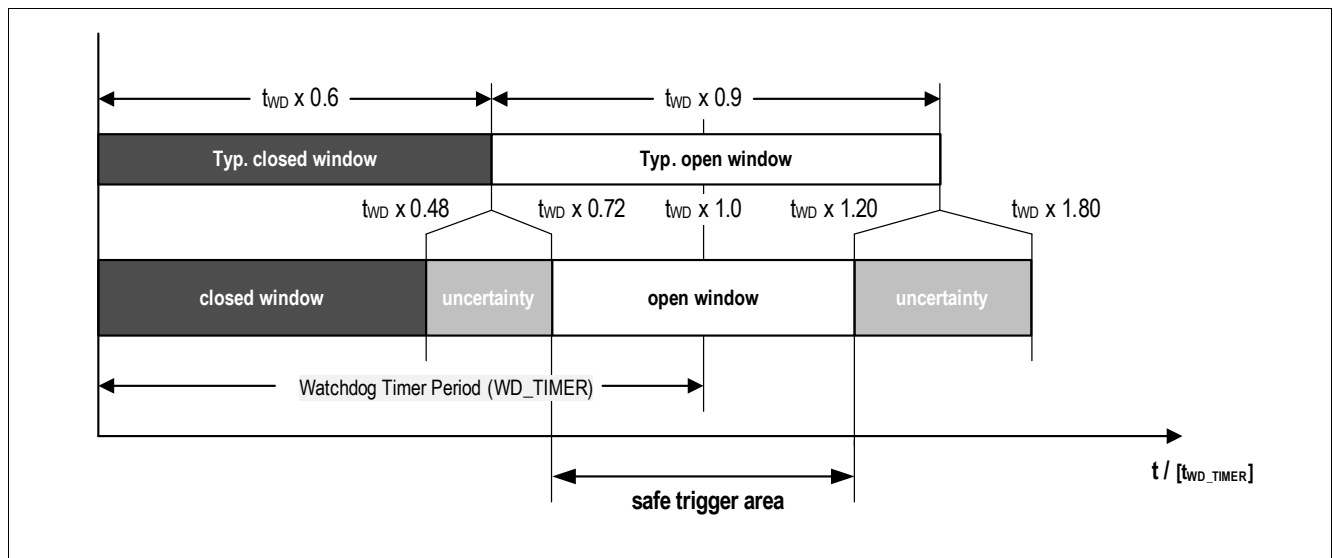 tWD x 0.6
tWD x 0.9
Typ. closed window
Typ. open window
tWD x 0.48
tWD x 0.72
tWD x 1.0
tWD x 1.20
tWD x 1.80
closed window
uncertainty
open window
uncertainty
Watchdog Timer Period (WD_TIMER)
t / [tWD_TIMER]
safe trigger area